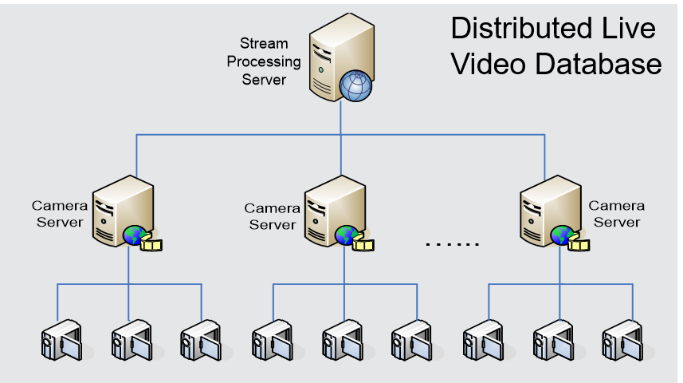 Distributed Live
Video Database
Stream
Processing
Server
Camera
Server
Camera
Server
......
Camera
Server